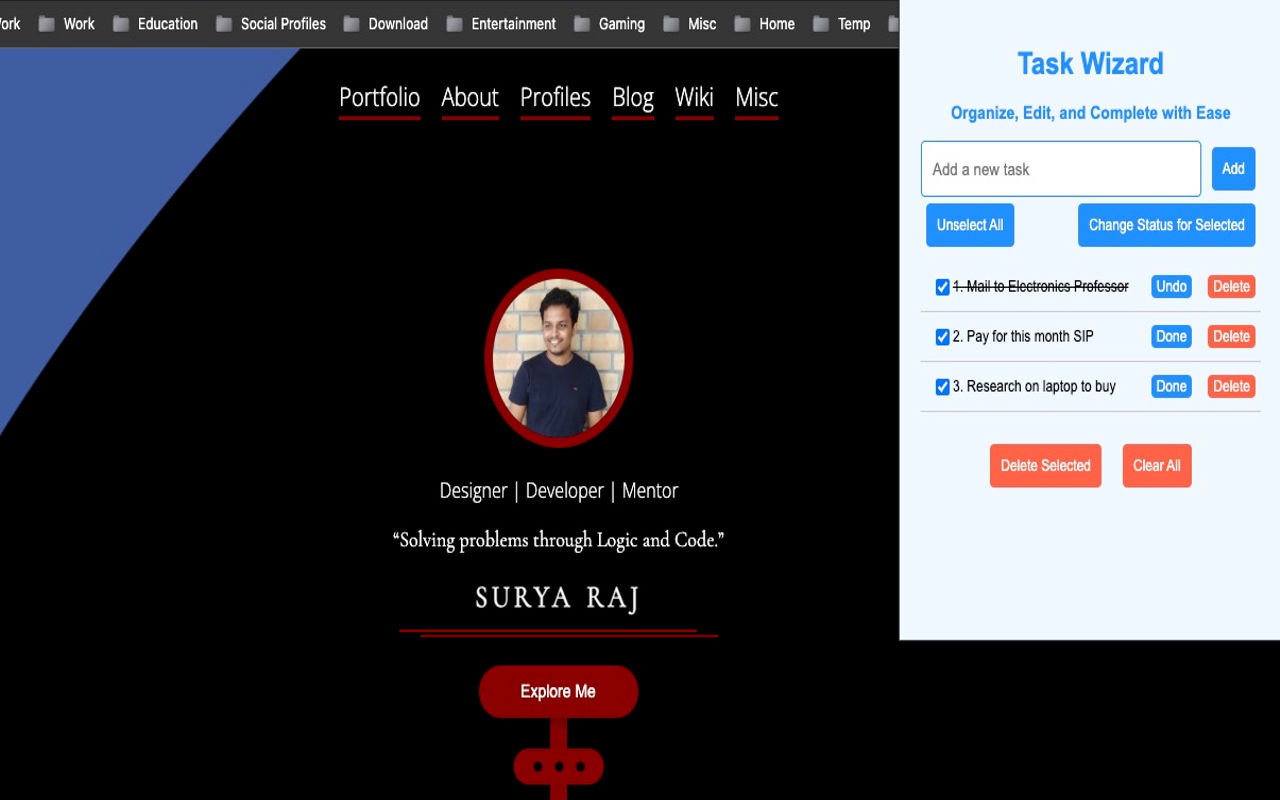 ork Work Education Social Profiles Download Entertainment Gaming Misc Home Temp
Portfolio About Profiles Blog Wiki Misc
Designer | Developer | Mentor
“Solving problems through Logic and Code.”
SURYA RAJ
Explore Me
Task Wizard
Organize, Edit, and Complete with Ease
Add a new task Add
Unselect All Change Status for Selected
1. Mail to Electronics Professor Undo Delete
2. Pay for this month SIP Done Delete
3. Research on laptop to buy Done Delete
Delete Selected Clear All